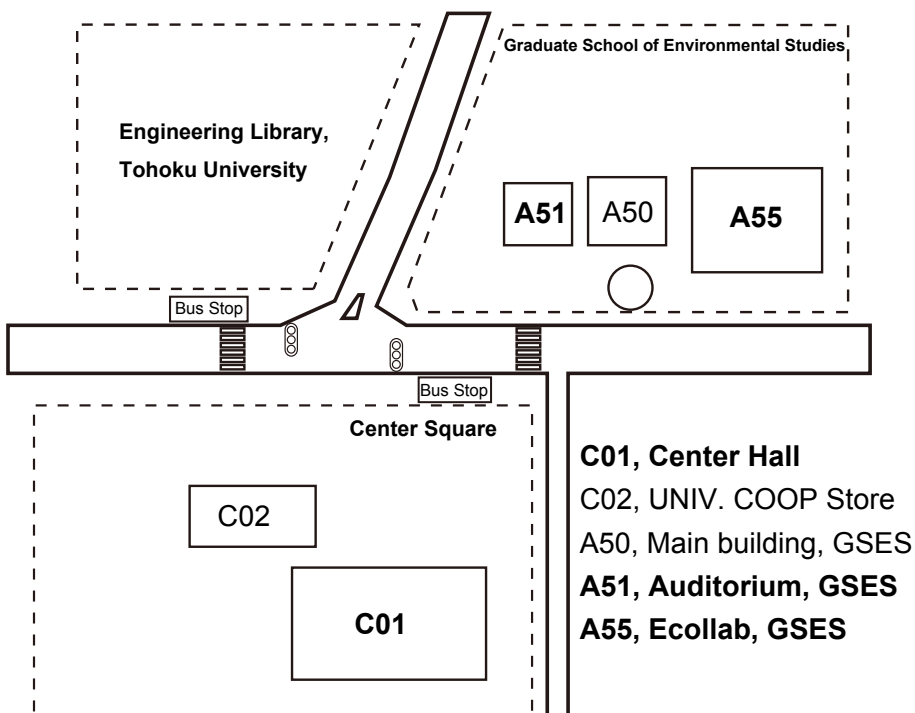 Graduate School of Environmental Studies
Engineering Library,
Tohoku University
A51
A50
A55
Bus Stop
Bus Stop
Center Square
C02
C01
C01, Center Hall
C02, UNIV. COOP Store
A50, Main building, GSES
A51, Auditorium, GSES
A55, Ecollab, GSES